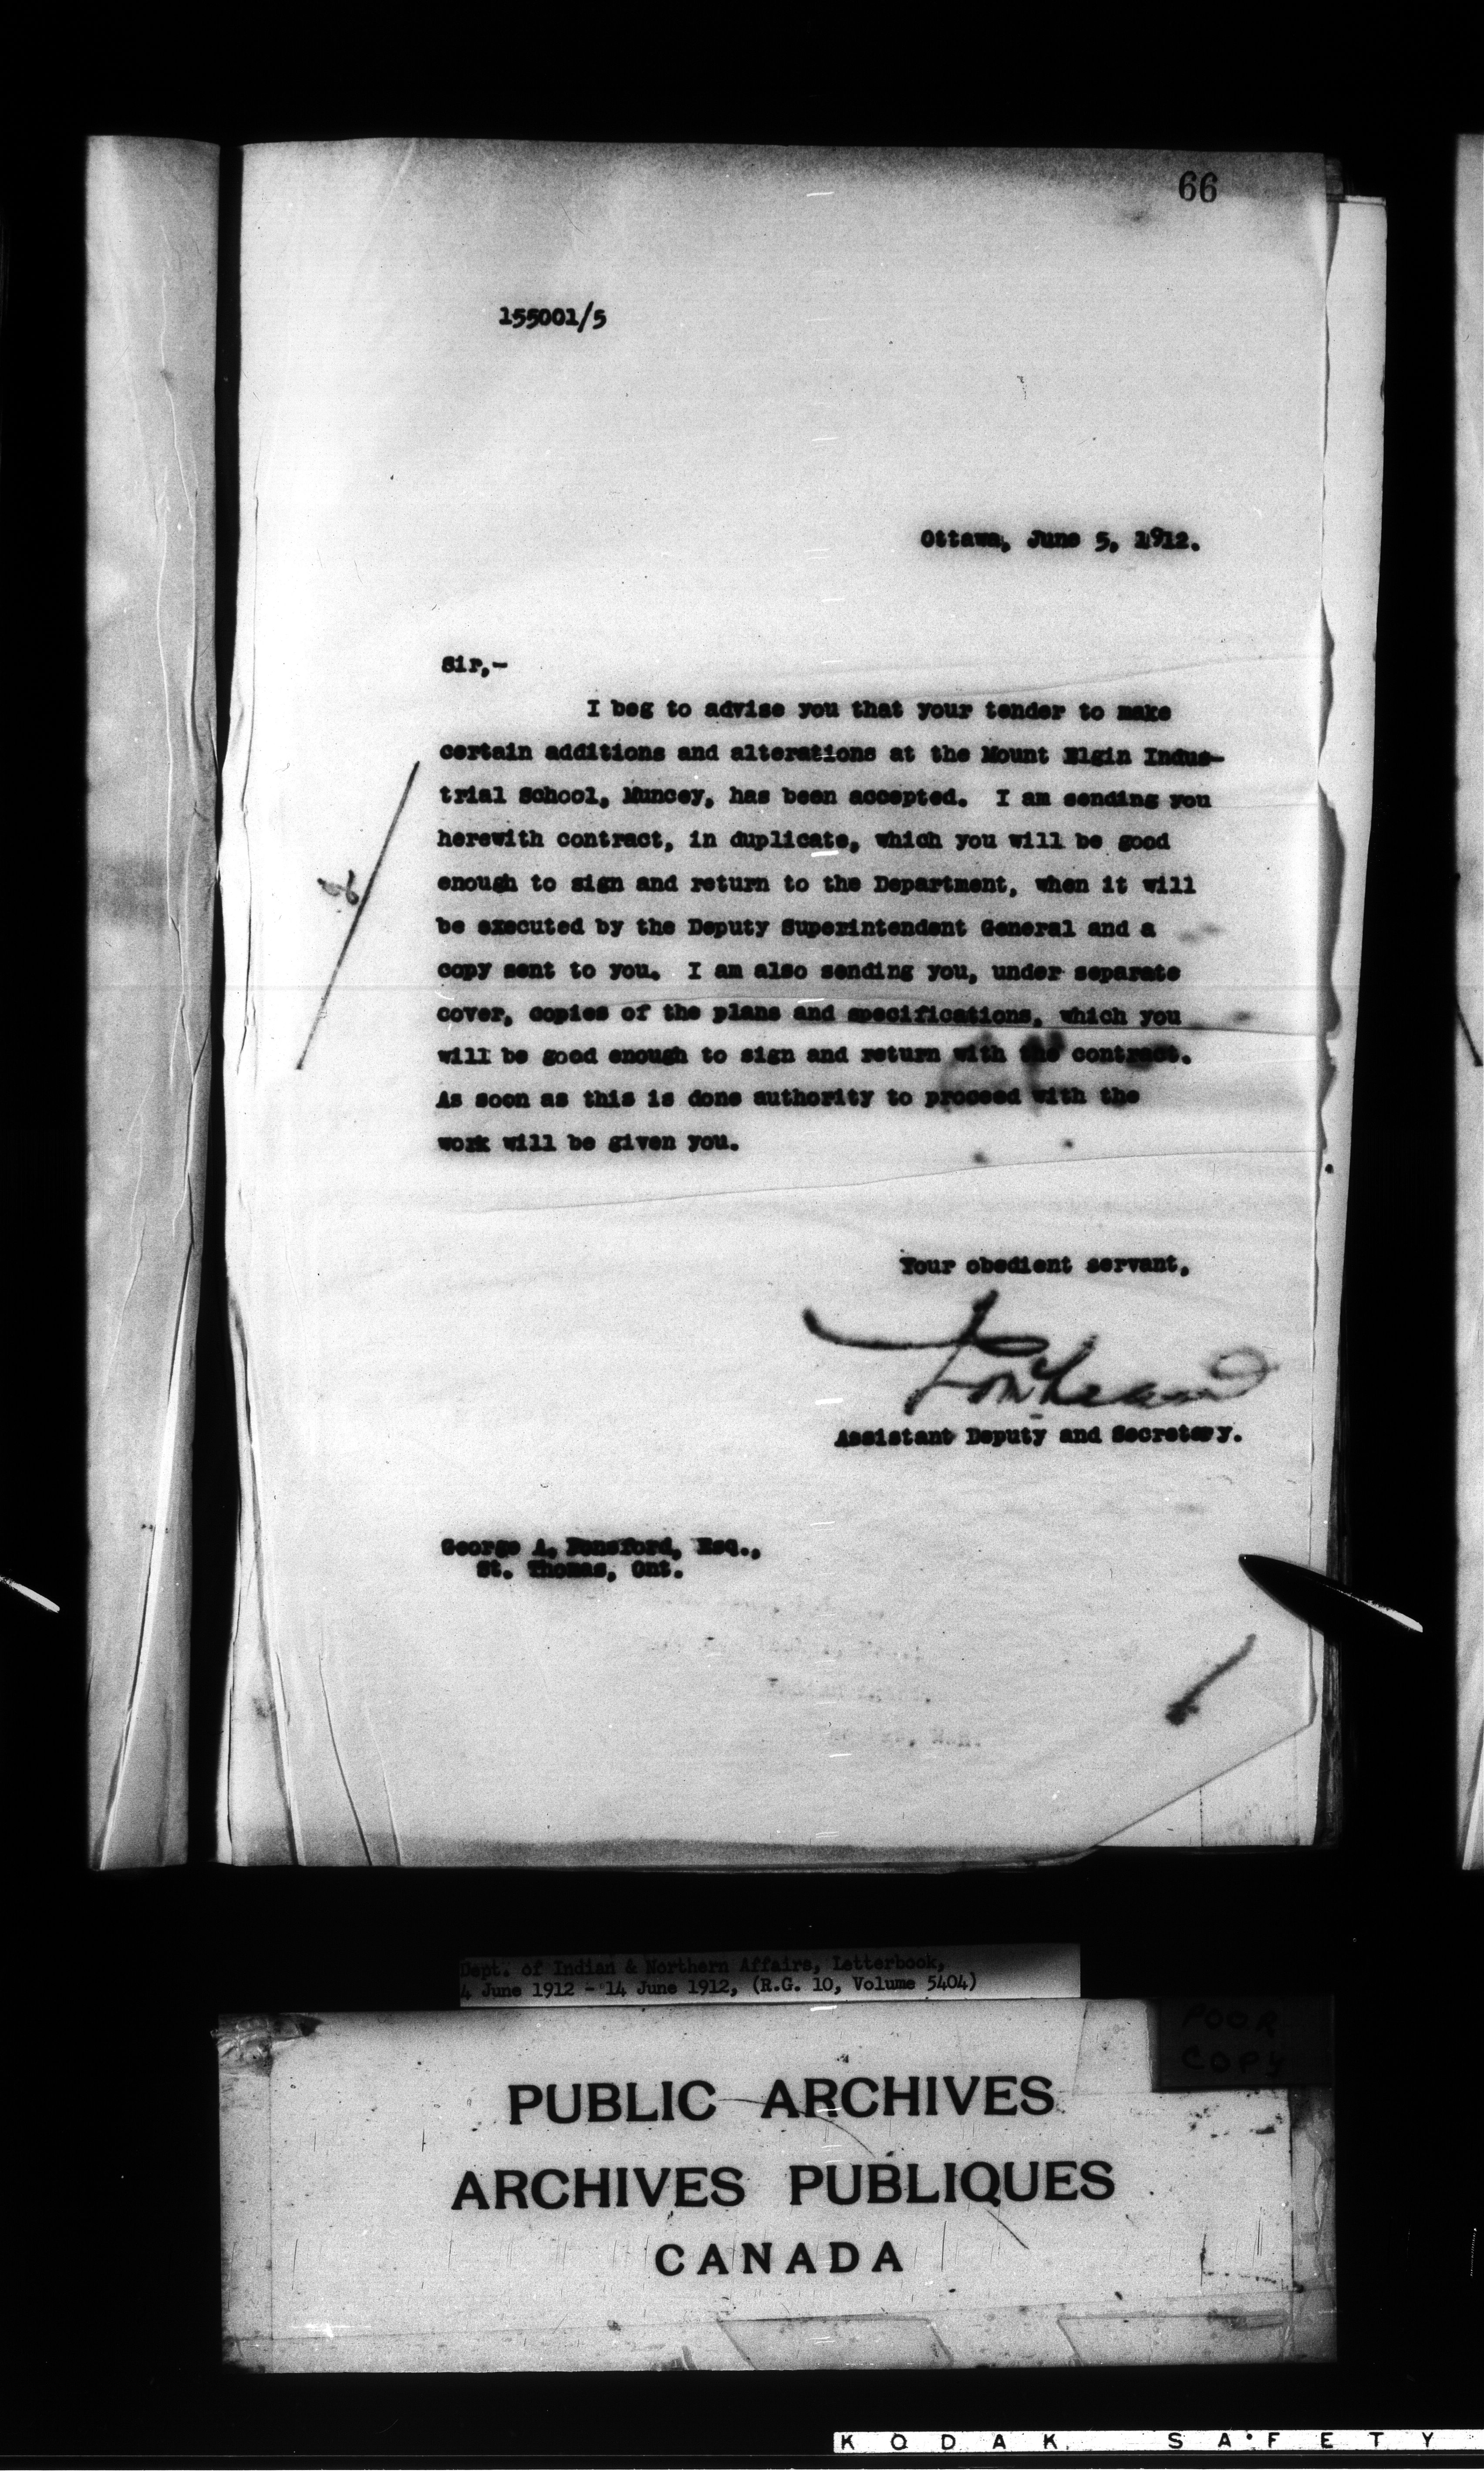 66
155001/5
Ottawa, June 5, 1912.
Sir,-
I beg to advise you that your tender to make
certain additions and alterations at the Mount Elgin Indus-
trial School, Muncey, has been accepted. I am sending you
herewith contract, in duplicate, which you will be good
enough to sign and return to the Department, when it will
be executed by the Deputy Superintendent General and a
copy sent to you. I am also sending you, under separate
cover, copies of the plans and specifications, which you
will be good enough to sign and return with the contract.
As soon as this is done authority to proceed with the
work will be given you.
Your obedient servant,
Assistant Deputy and Secretary.
George A. Ponsford, Esq.,
St. Thomas, Ont.
Dept. of Indian & Northern Affairs, Letterbook,
4 June 1912 - 14 June 1912, (R.G. 10, Volume 5404)
POOR
COPY
PUBLIC ARCHIVES
ARCHIVES PUBLIQUES
CANADA
KODAK SAFETY